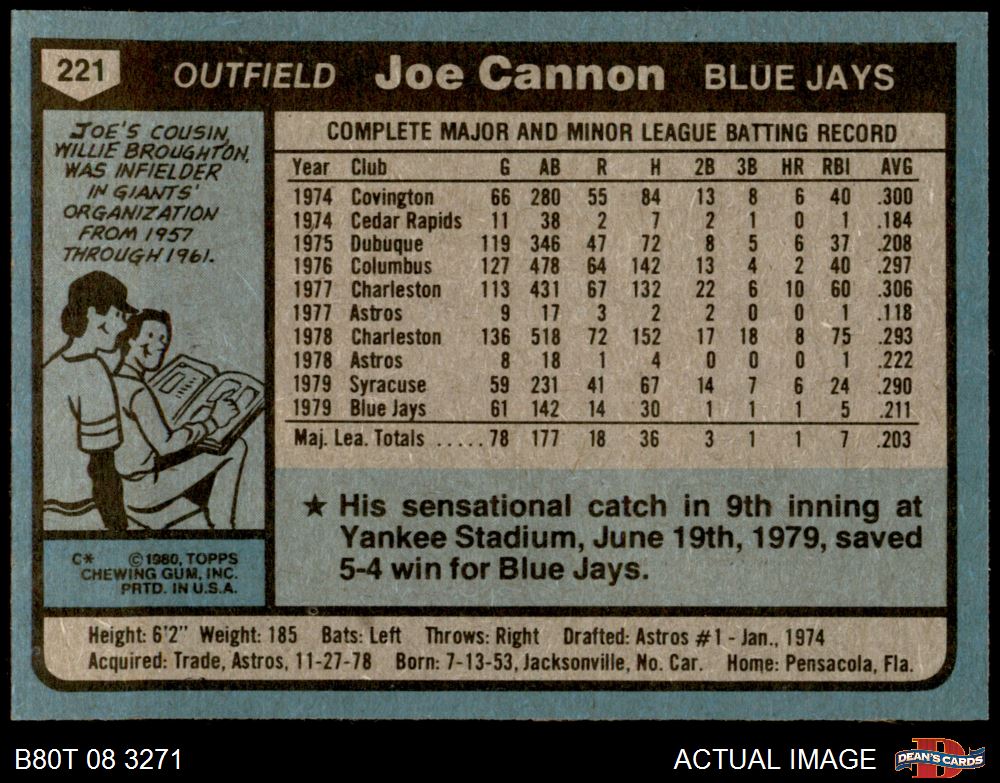 221 OUTFIELD Joe Cannon BLUE JAYS
JOE'S COUSIN,
WILLIE BROUGHTON,
WAS INFIELDER
IN GIANTS'
ORGANIZATION
FROM 1957
THROUGH 1961.
COMPLETE MAJOR AND MINOR LEAGUE BATTING RECORD
Year Club G AB R H 2B 3B HR RBI AVG
1974 Covington 66 280 55 84 13 8 6 40 .300
1974 Cedar Rapids 11 38 2 7 2 1 0 1 .184
1975 Dubuque 119 346 47 72 8 5 6 37 .208
1976 Columbus 127 478 64 142 13 4 2 40 .297
1977 Charleston 113 431 67 132 22 6 10 60 .306
1977 Astros 9 17 3 2 2 0 0 1 .118
1978 Charleston 136 518 72 152 17 18 8 75 .293
1978 Astros 8 18 1 4 0 0 0 1 .222
1979 Syracuse 59 231 41 67 14 7 6 24 .290
1979 Blue Jays 61 142 14 30 1 1 1 5 .211
Maj. Lea. Totals .....78 177 18 36 3 1 1 7 .203
★ His sensational catch in 9th inning at
Yankee Stadium, June 19th, 1979, saved
5-4 win for Blue Jays.
C* ©1980, TOPPS
CHEWING GUM, INC.
PRTD. IN U.S.A.
Height: 6'2" Weight: 185 Bats: Left Throws: Right Drafted: Astros #1 - Jan., 1974
Acquired: Trade, Astros, 11-27-78 Born: 7-13-53, Jacksonville, No. Car. Home: Pensacola, Fla.
B80T 08 3271 ACTUAL IMAGE
D
DEAN'S CARDS